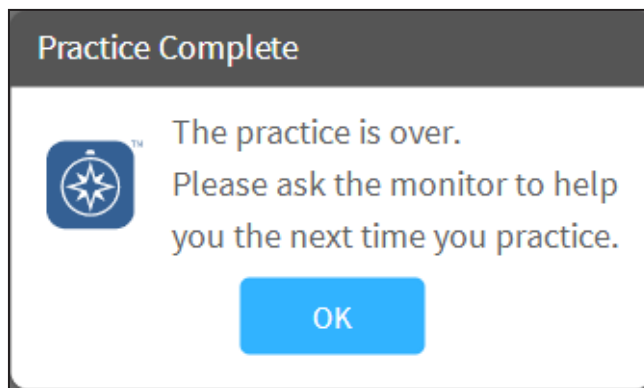 Practice Complete
TM
The practice is over.
Please ask the monitor to help
you the next time you practice.
OK